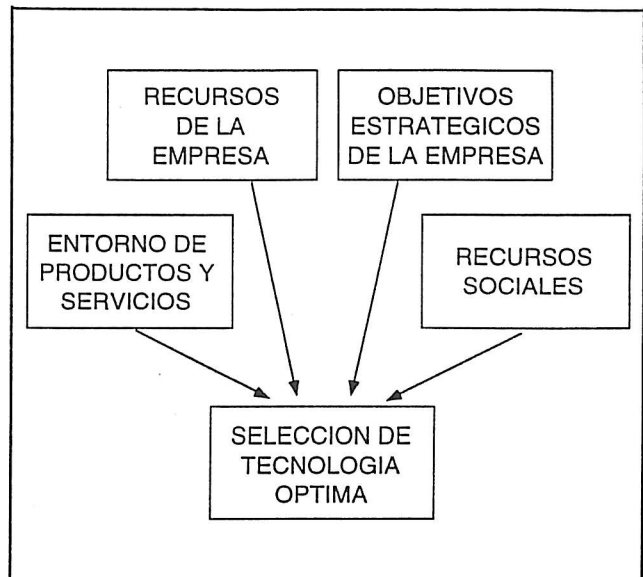 RECURSOS
DE LA
EMPRESA
OBJETIVOS
ESTRATEGICOS
DE LA EMPRESA
ENTORNO DE
PRODUCTOS Y
SERVICIOS
RECURSOS
SOCIALES
SELECCION DE
TECNOLOGIA
OPTIMA